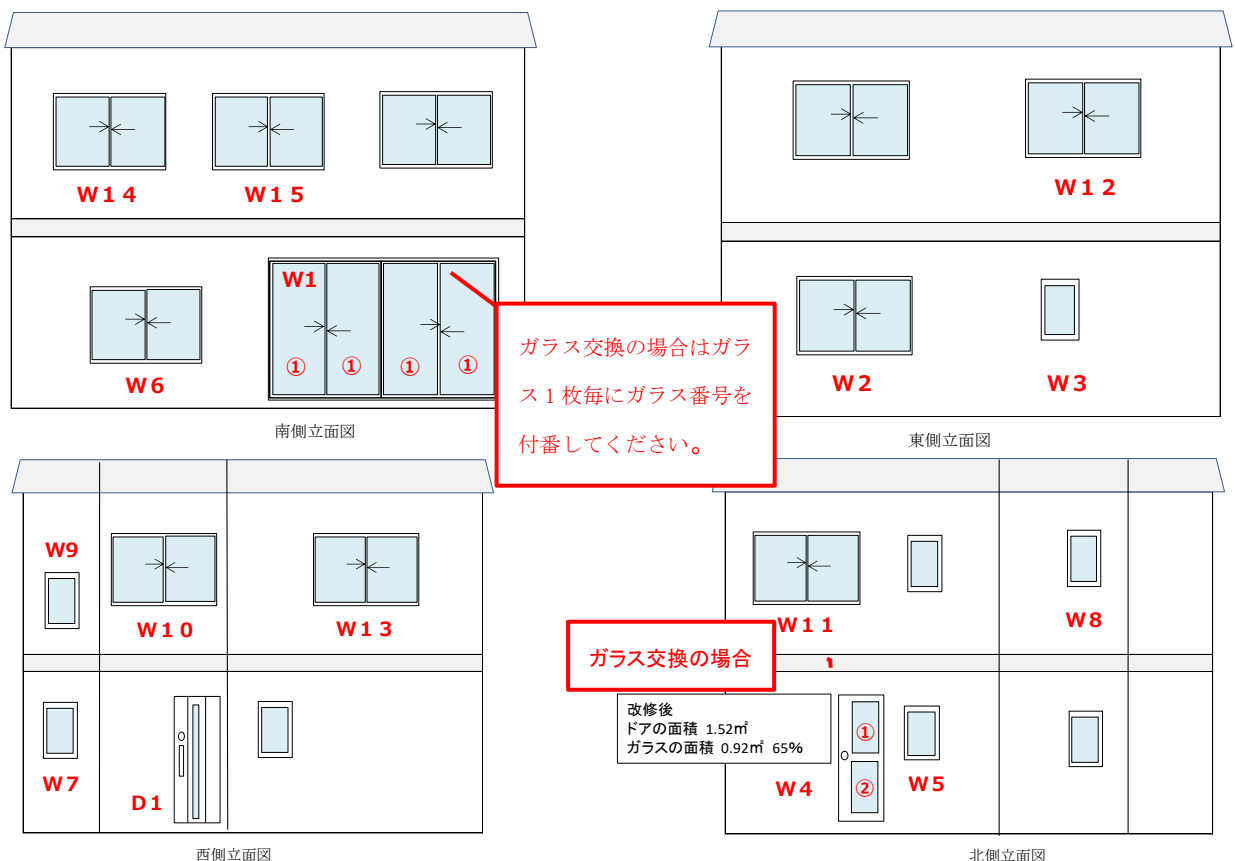 W14
W15
W1
① ① ① ①
W6
南側立面図
W12
W2
W3
東側立面図
ガラス交換の場合はガラ
ス1枚毎にガラス番号を
付番してください。
W9
W10
W13
W7
D1
西側立面図
W11
W8
ガラス交換の場合
改修後
ドアの面積 1.52㎡
ガラスの面積 0.92㎡ 65%
①
②
W4
W5
北側立面図